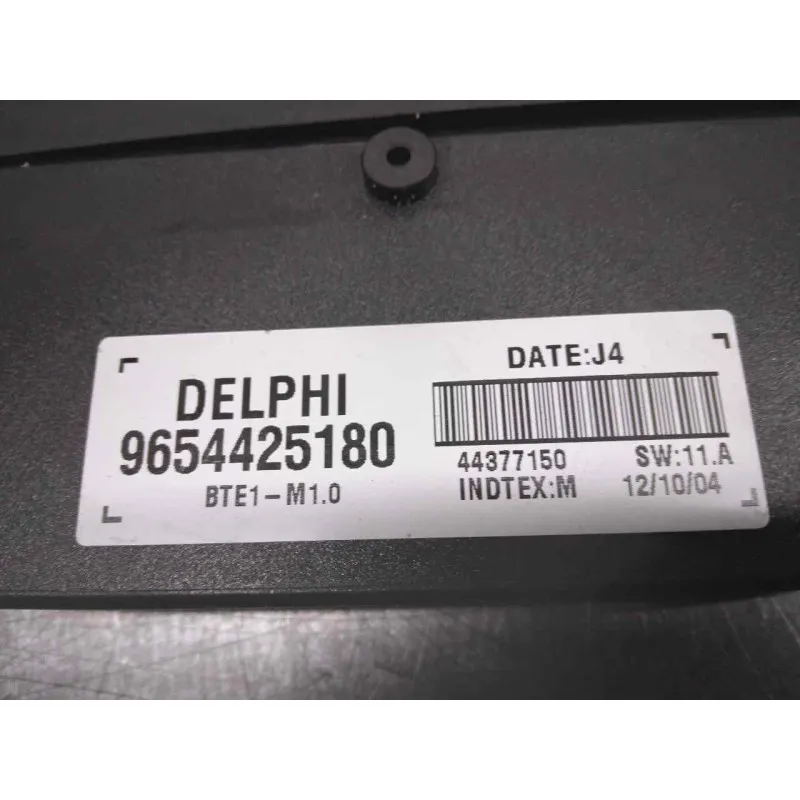 DELPHI
9654425180
BTE1-M1.0
DATE:J4
44377150 SW:11.A
INDTEX:M 12/10/04